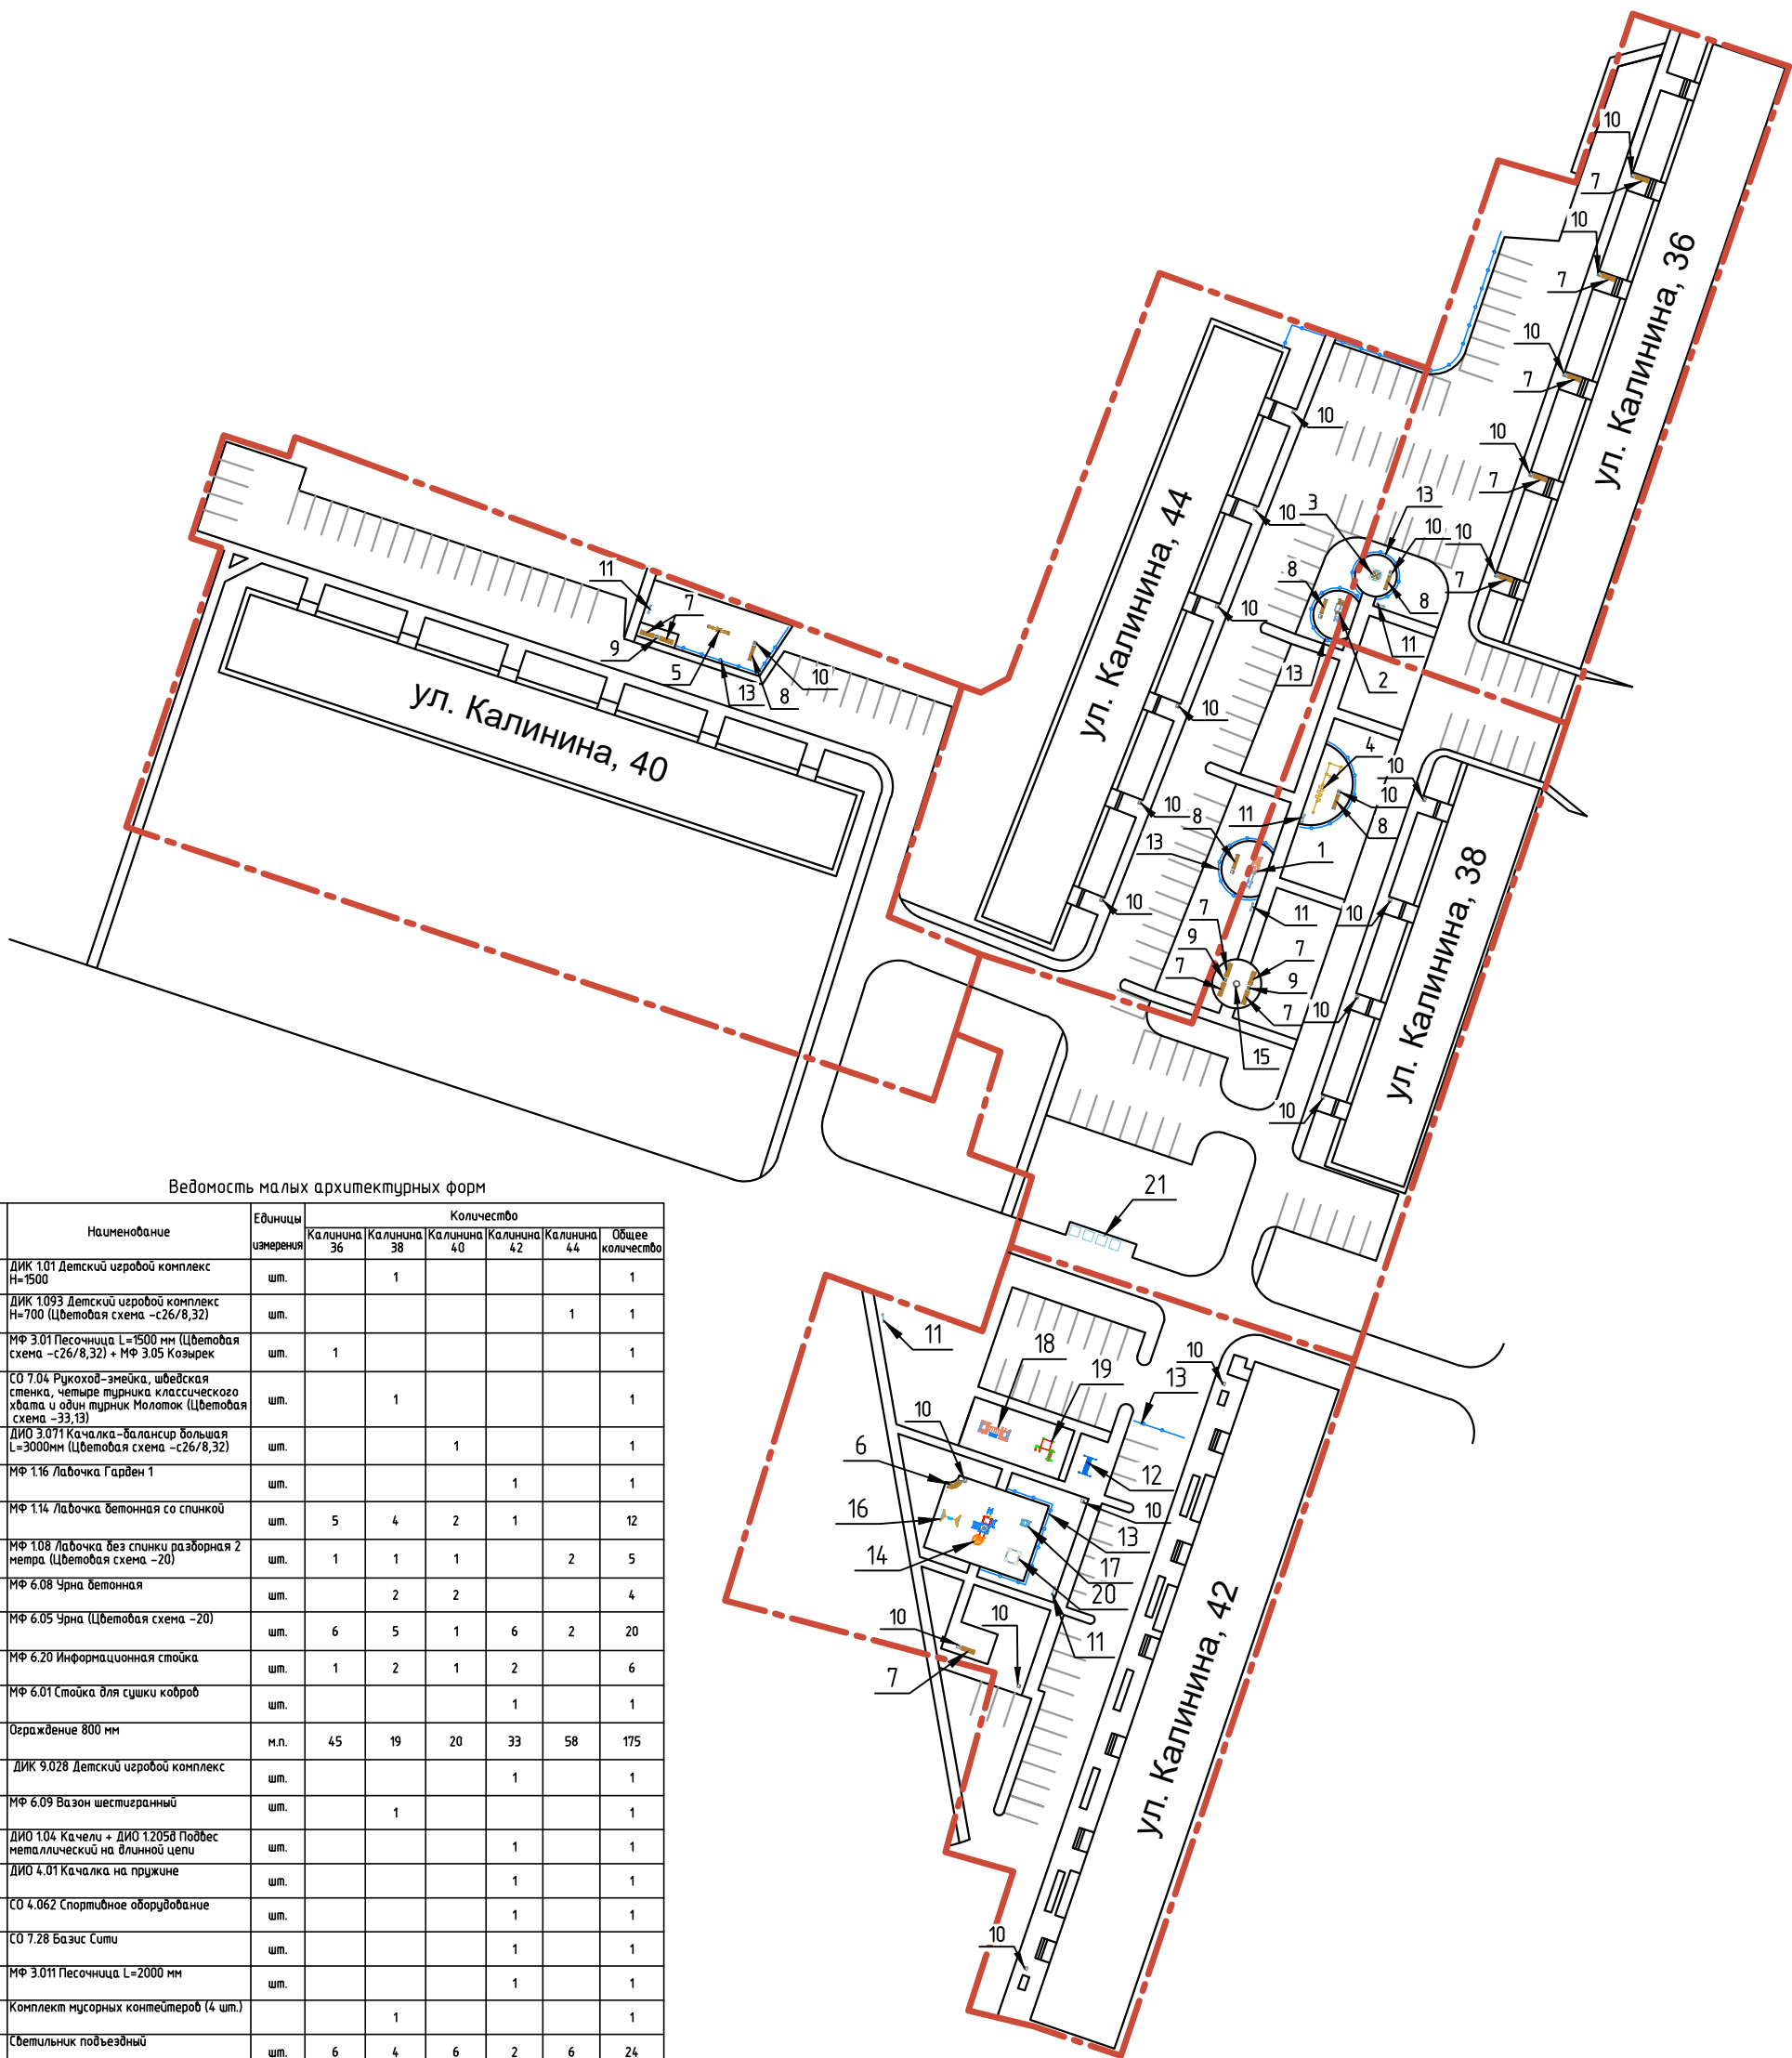 10
7
10
7
10
7
10
7
10
7
ул. Калинина, 36
10
10
10
10
10
10
ул. Калинина, 44
3
13
10
8
8
11
13
2
11
7
9
5
13
8
10
ул. Калинина, 40
4
10
10
8
11
8
13
1
11
7
9
7
7
9
7
15
10
10
10
ул. Калинина, 38
21
11
18
19
13
10
10
6
12
10
16
13
14
17
20
11
10
10
7
10
ул. Калинина, 42
Ведомость малых архитектурных форм
Наименование
Единицы измерения
Количество
Калинина 36
Калинина 38
Калинина 40
Калинина 42
Калинина 44
Общее количество
ДИК 1.01 Детский игровой комплекс
Н=1500 шт. 1 1
ДИК 1.093 Детский игровой комплекс
Н=700 (Цветовая схема -с26/8,32) шт. 1 1
МФ 3.01 Песочница L=1500 мм (Цветовая
схема -с26/8,32) + МФ 3.05 Козырек шт. 1 1
СО 7.04 Рукоход-змейка, шведская
стенка, четыре турника классического
хвата и один турник Молоток (Цветовая шт. 1 1
схема -33,13)
ДИО 3.071 Качалка-балансир большая
L=3000мм (Цветовая схема -с26/8,32) шт. 1 1
МФ 1.16 Лавочка Гарден 1 шт. 1 1
МФ 1.14 Лавочка бетонная со спинкой шт. 5 4 2 1 12
МФ 1.08 Лавочка без спинки разборная 2
метра (Цветовая схема -20) шт. 1 1 1 2 5
МФ 6.08 Урна бетонная шт. 2 2 4
МФ 6.05 Урна (Цветовая схема -20) шт. 6 5 1 6 2 20
МФ 6.20 Информационная стойка шт. 1 2 1 2 6
МФ 6.01 Стойка для сушки ковров шт. 1 1
Ограждение 800 мм м.п. 45 19 20 33 58 175
ДИК 9.028 Детский игровой комплекс шт. 1 1
МФ 6.09 Вазон шестигранный шт. 1 1
ДИО 1.04 Качели + ДИО 1.205д Подвес
металлический на длинной цепи шт. 1 1
ДИО 4.01 Качалка на пружине шт. 1 1
СО 4.062 Спортивное оборудование шт. 1 1
СО 7.28 Базис Сити шт. 1 1
МФ 3.011 Песочница L=2000 мм шт. 1 1
Комплект мусорных контейтеров (4 шт.) 1 1
Светильник подъездный шт. 6 4 6 2 6 24